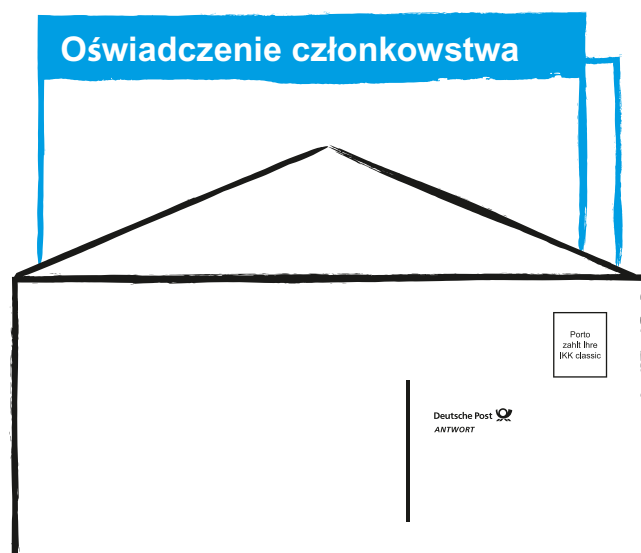 Oświadczenie członkowstwa
Porto
zahlt Ihre
IKK classic
Deutsche Post
ANTWORT